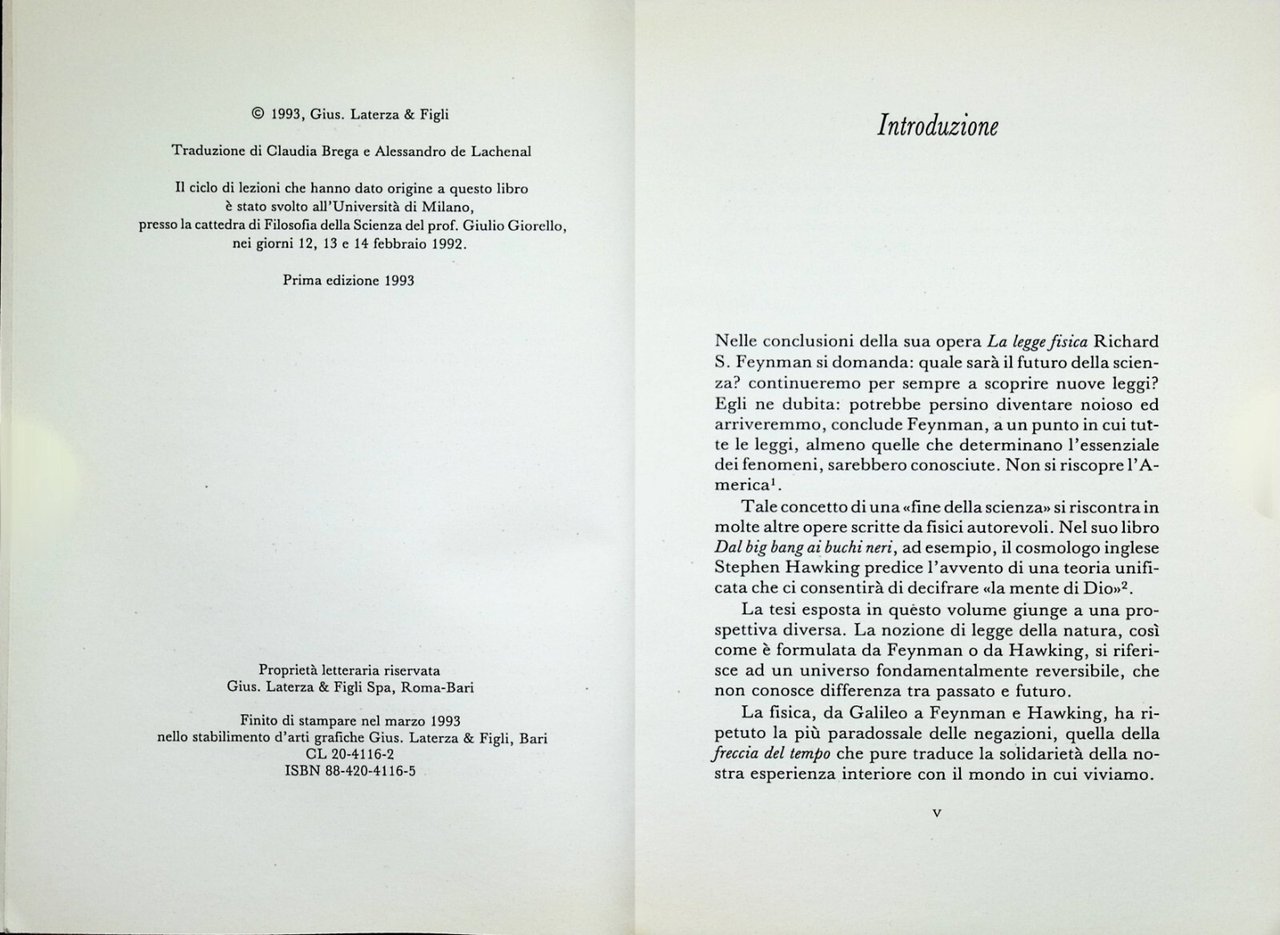 © 1993, Gius. Laterza & Figli
Traduzione di Claudia Brega e Alessandro de Lachenal
Il ciclo di lezioni che hanno dato origine a questo libro
è stato svolto all'Università di Milano,
presso la cattedra di Filosofia della Scienza del prof. Giulio Giorello,
nei giorni 12, 13 e 14 febbraio 1992.
Prima edizione 1993
Proprietà letteraria riservata
Gius. Laterza & Figli Spa, Roma-Bari
Finito di stampare nel marzo 1993
nello stabilimento d'arti grafiche Gius. Laterza & Figli, Bari
CL 20-4116-2
ISBN 88-420-4116-5
Introduzione
Nelle conclusioni della sua opera La legge fisica Richard
S. Feynman si domanda: quale sarà il futuro della scien-
za? continueremo per sempre a scoprire nuove leggi?
Egli ne dubita: potrebbe persino diventare noioso ed
arriveremmo, conclude Feynman, a un punto in cui tut-
te le leggi, almeno quelle che determinano l'essenziale
dei fenomeni, sarebbero conosciute. Non si riscopre l'A-
merica¹.
Tale concetto di una «fine della scienza» si riscontra in
molte altre opere scritte da fisici autorevoli. Nel suo libro
Dal big bang ai buchi neri, ad esempio, il cosmologo inglese
Stephen Hawking predice l'avvento di una teoria unifi-
cata che ci consentirà di decifrare «la mente di Dio»².
La tesi esposta in questo volume giunge a una pro-
spettiva diversa. La nozione di legge della natura, così
come è formulata da Feynman o da Hawking, si riferi-
sce ad un universo fondamentalmente reversibile, che
non conosce differenza tra passato e futuro.
La fisica, da Galileo a Feynman e Hawking, ha ri-
petuto la più paradossale delle negazioni, quella della
freccia del tempo che pure traduce la solidarietà della no-
stra esperienza interiore con il mondo in cui viviamo.
V